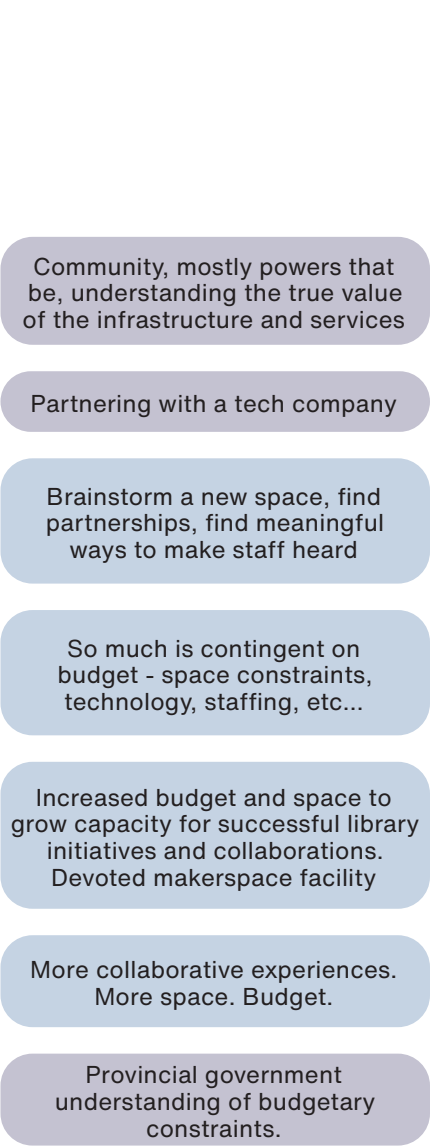 Community, mostly powers that
be, understanding the true value
of the infrastructure and services
Partnering with a tech company
Brainstorm a new space, find
partnerships, find meaningful
ways to make staff heard
So much is contingent on
budget - space constraints,
technology, staffing, etc...
Increased budget and space to
grow capacity for successful library
initiatives and collaborations.
Devoted makerspace facility
More collaborative experiences.
More space. Budget.
Provincial government
understanding of budgetary
constraints.